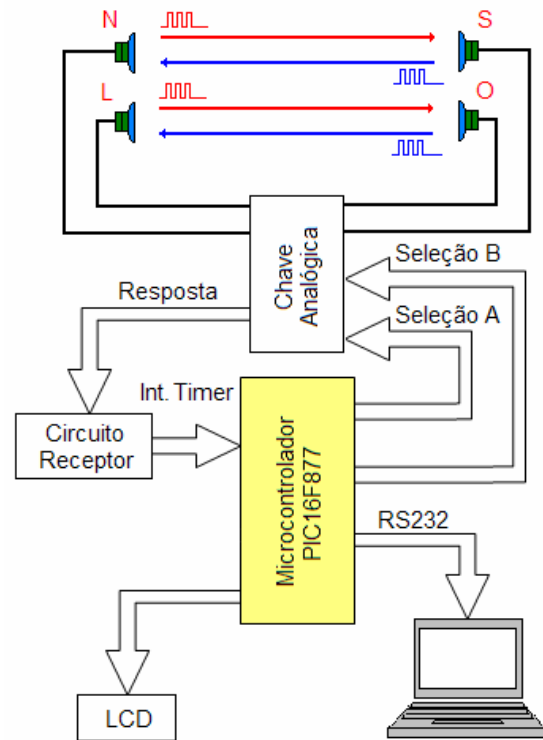 N
S
L
O
Chave
Analógica
Seleção B
Seleção A
Resposta
Int. Timer
Circuito
Receptor
Microcontrolador
PIC16F877
RS232
LCD